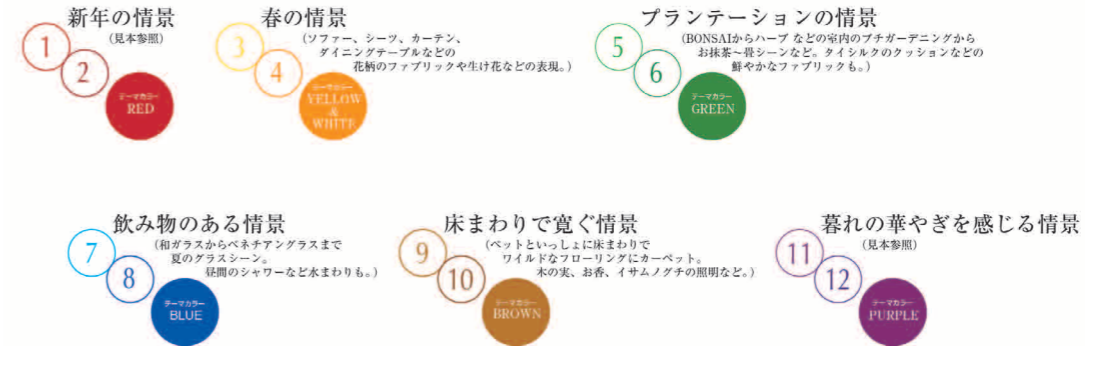 新年の情景
(見本参照)
1
2
テーマカラー
RED
春の情景
(ソファー、シーツ、カーテン、
ダイニングテーブルなどの
花柄のファブリックや生け花などの表現。)
3
4
テーマカラー
YELLOW
&
WHITE
プランテーションの情景
(BONSAIからハーブ などの室内のプチガーデニングから
お抹茶〜畳シーンなど。タイシルクのクッションなどの
鮮やかなファブリックも。)
5
6
テーマカラー
GREEN
飲み物のある情景
(和ガラスからベネチアングラスまで
夏のグラスシーン。
昼間のシャワーなど水まわりも。)
7
8
テーマカラー
BLUE
床まわりで寛ぐ情景
(ペットといっしょに床まわりで
ワイルドなフローリングにカーペット。
木の実、お香、イサムノグチの照明など。)
9
10
テーマカラー
BROWN
暮れの華やぎを感じる情景
(見本参照)
11
12
テーマカラー
PURPLE